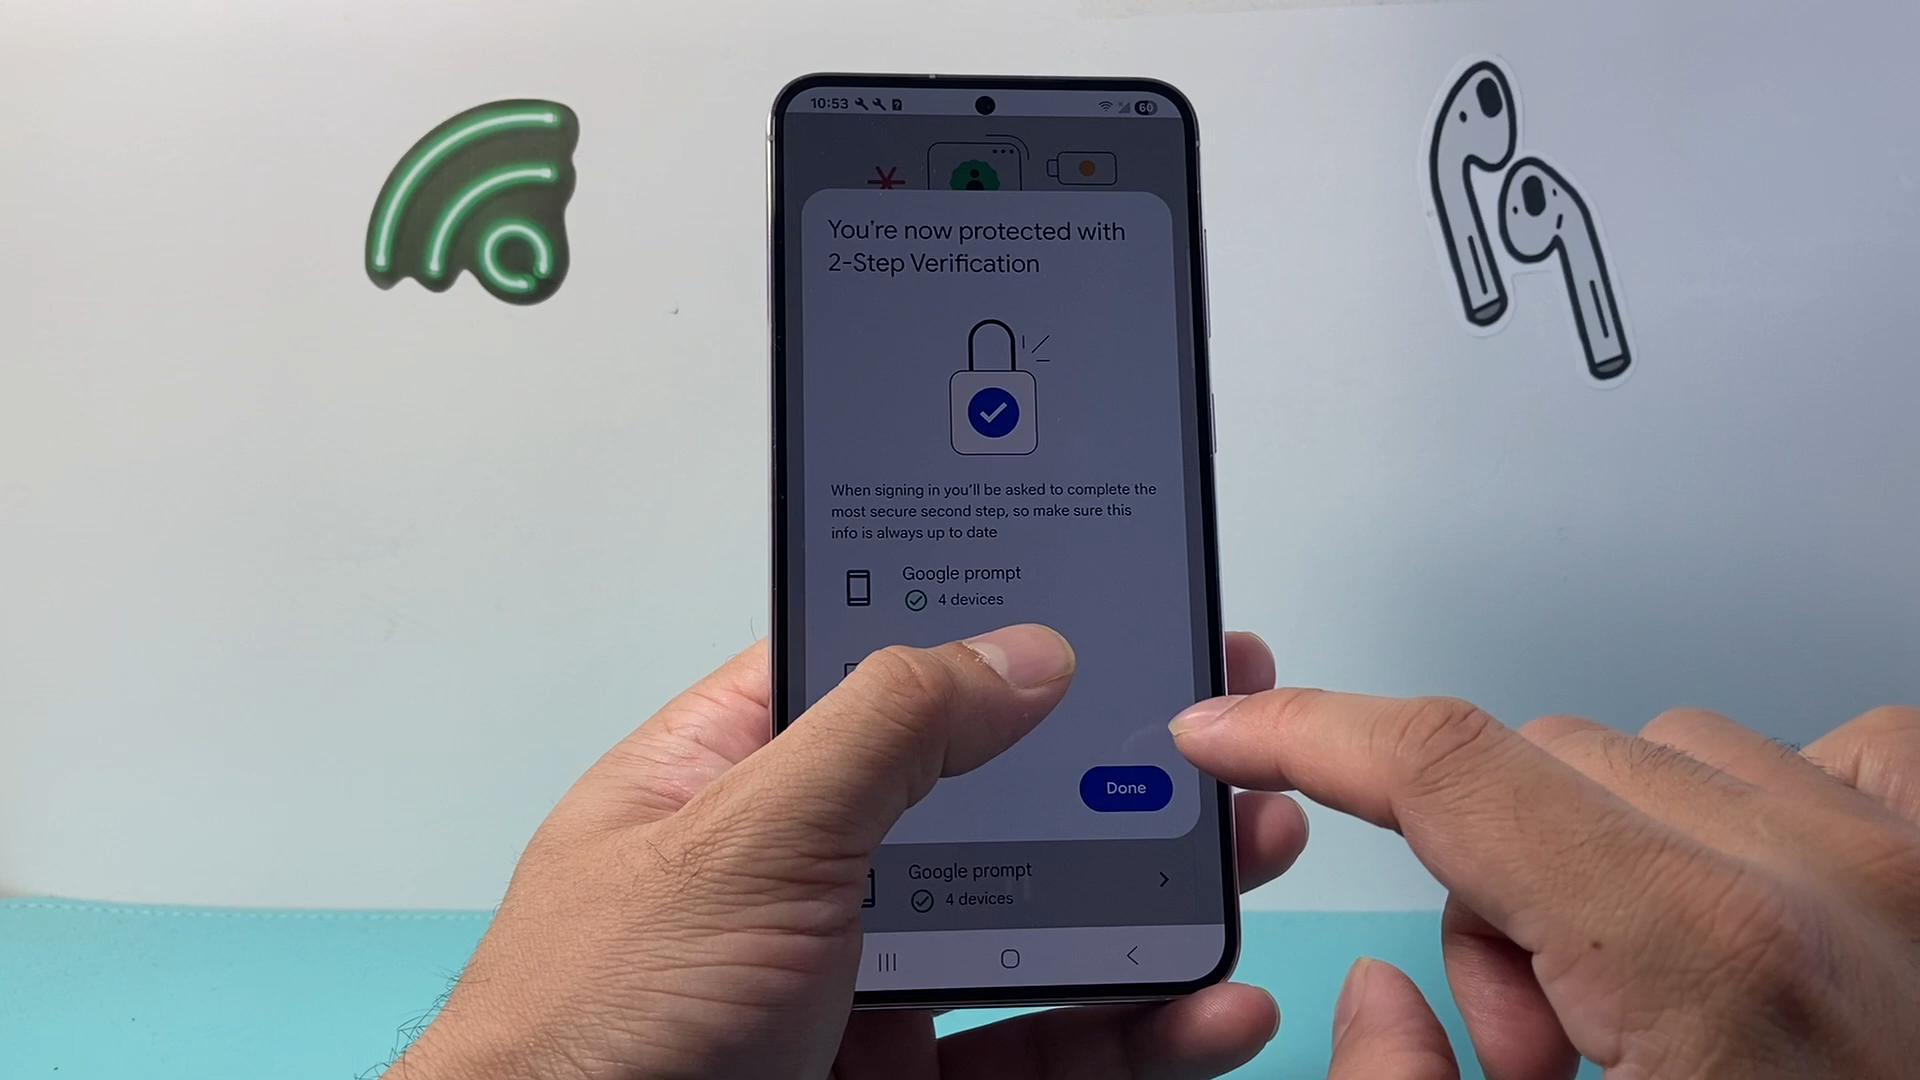 10:53
60
You're now protected with
2-Step Verification
When signing in you'll be asked to complete the
most secure second step, so make sure this
info is always up to date
Google prompt
4 devices
Done
Google prompt
4 devices